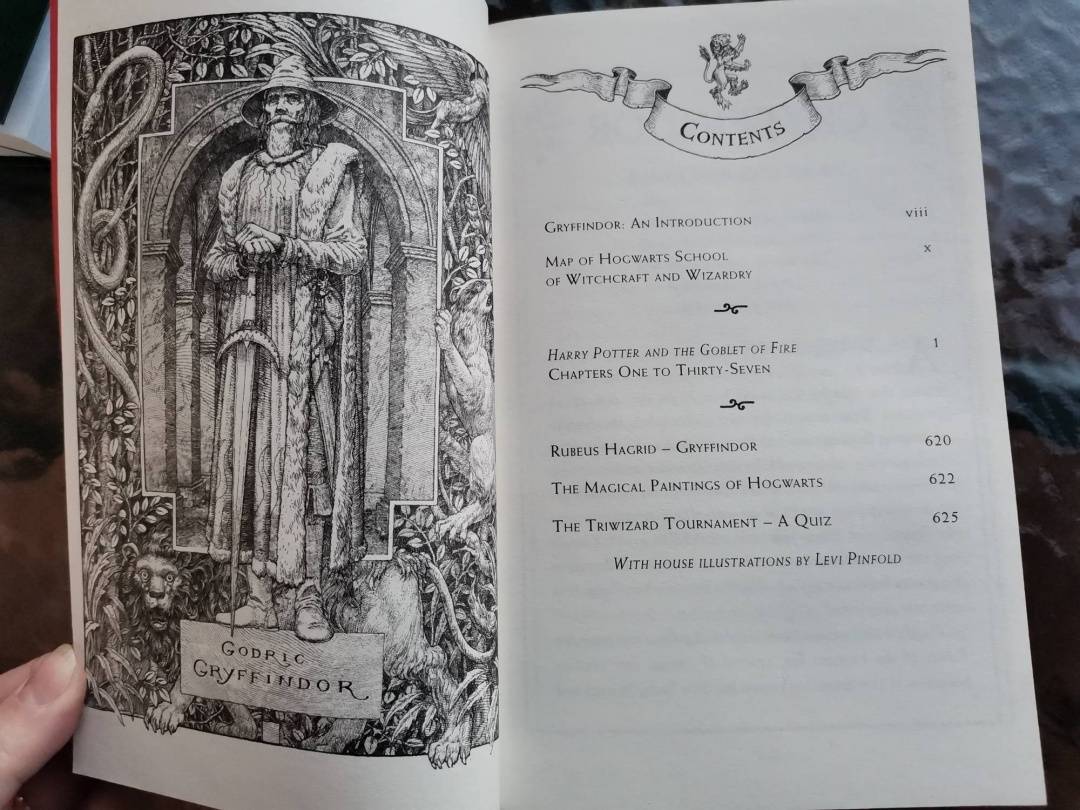 GODRIC
GRYFFINDOR
CONTENTS
GRYFFINDOR: AN INTRODUCTION viii
MAP OF HOGWARTS SCHOOL x
OF WITCHCRAFT AND WIZARDRY
HARRY POTTER AND THE GOBLET OF FIRE 1
CHAPTERS ONE TO THIRTY-SEVEN
RUBEUS HAGRID – GRYFFINDOR 620
THE MAGICAL PAINTINGS OF HOGWARTS 622
THE TRIWIZARD TOURNAMENT – A QUIZ 625
WITH HOUSE ILLUSTRATIONS BY LEVI PINFOLD